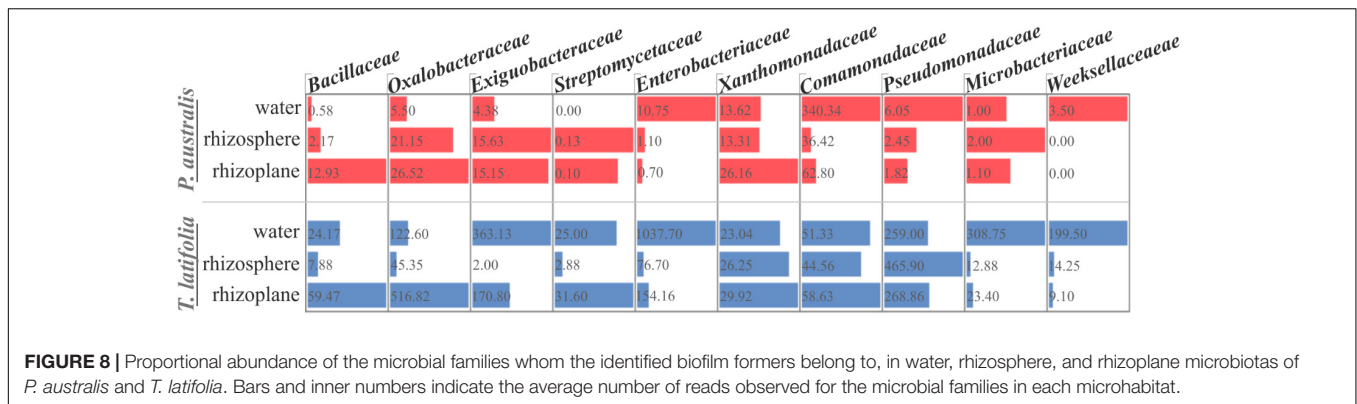 Bacillaceae Oxalobacteraceae Exiguobacteraceae Streptomycetaceae Enterobacteriaceae Xanthomonadaceae Comamonadaceae Pseudomonadaceae Microbacteriaceae Weeksellaceaeae
P. australis
water 0.58 5.50 4.38 0.00 10.75 13.62 340.34 6.05 1.00 3.50
rhizosphere 2.17 21.15 15.63 0.13 1.10 13.31 36.42 2.45 2.00 0.00
rhizoplane 12.93 26.52 15.15 0.10 0.70 26.16 62.80 1.82 1.10 0.00
T. latifolia
water 24.17 122.60 363.13 25.00 1037.70 23.04 51.33 259.00 308.75 199.50
rhizosphere 7.88 45.35 2.00 2.88 76.70 26.25 44.56 465.90 12.88 14.25
rhizoplane 59.47 516.82 170.80 31.60 154.16 29.92 58.63 268.86 23.40 9.10
FIGURE 8 | Proportional abundance of the microbial families whom the identified biofilm formers belong to, in water, rhizosphere, and rhizoplane microbiotas of
P. australis and T. latifolia. Bars and inner numbers indicate the average number of reads observed for the microbial families in each microhabitat.